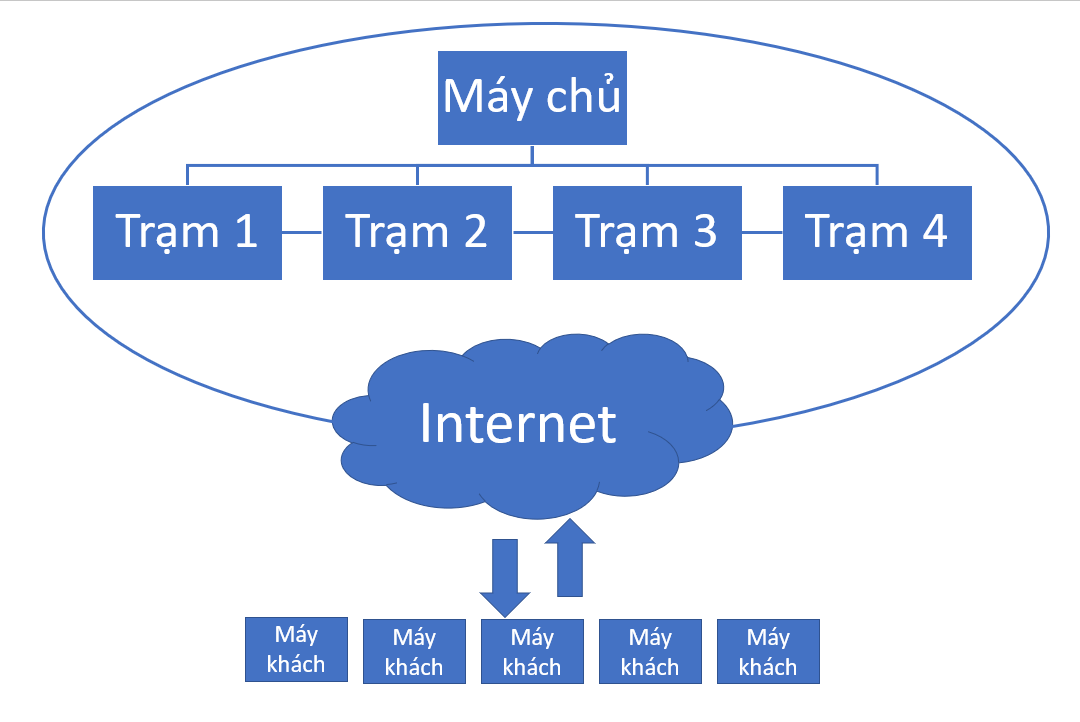 Máy chủ
Trạm 1
Trạm 2
Trạm 3
Trạm 4
Internet
Máy
khách
Máy
khách
Máy
khách
Máy
khách
Máy
khách